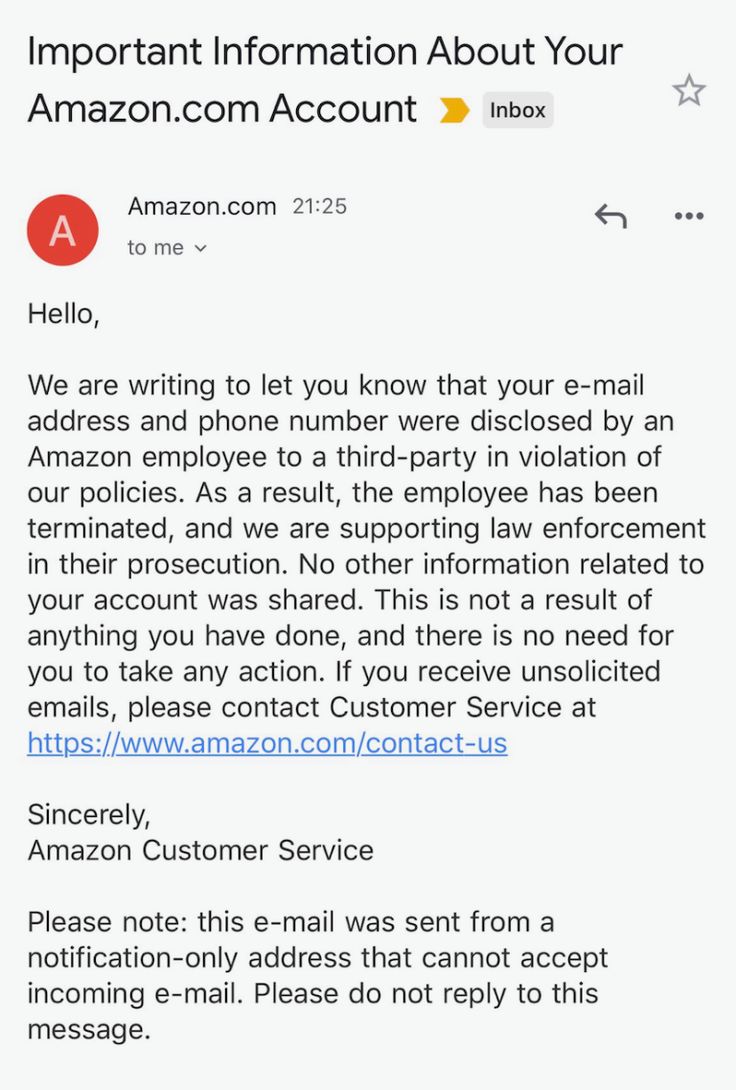 Important Information About Your
Amazon.com Account Inbox
A
Amazon.com 21:25
to me
Hello,
We are writing to let you know that your e-mail
address and phone number were disclosed by an
Amazon employee to a third-party in violation of
our policies. As a result, the employee has been
terminated, and we are supporting law enforcement
in their prosecution. No other information related to
your account was shared. This is not a result of
anything you have done, and there is no need for
you to take any action. If you receive unsolicited
emails, please contact Customer Service at
https://www.amazon.com/contact-us
Sincerely,
Amazon Customer Service
Please note: this e-mail was sent from a
notification-only address that cannot accept
incoming e-mail. Please do not reply to this
message.